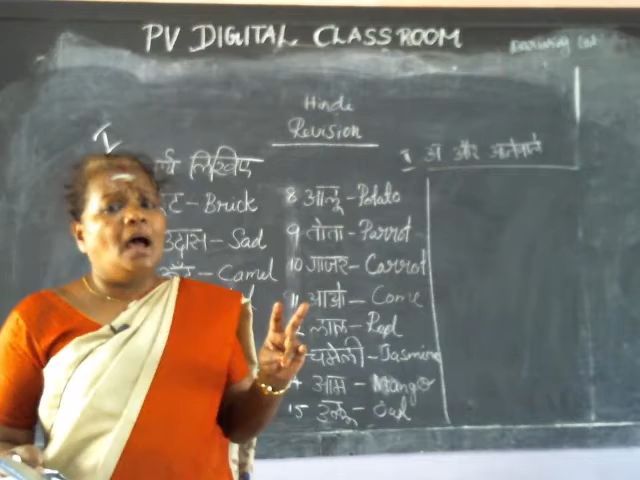 PV DIGITAL CLASSROOM
Hindi
Revision
I
लिखिए
- Brick
उदास - Sad
- Camel
8 आलू - Potato
9 तोता - Parrot
10 गाजर - Carrot
11 आओ - Come
लाल - Red
चमेली - Jasmine
आम - Mango
15 उल्लू - Owl
अ और